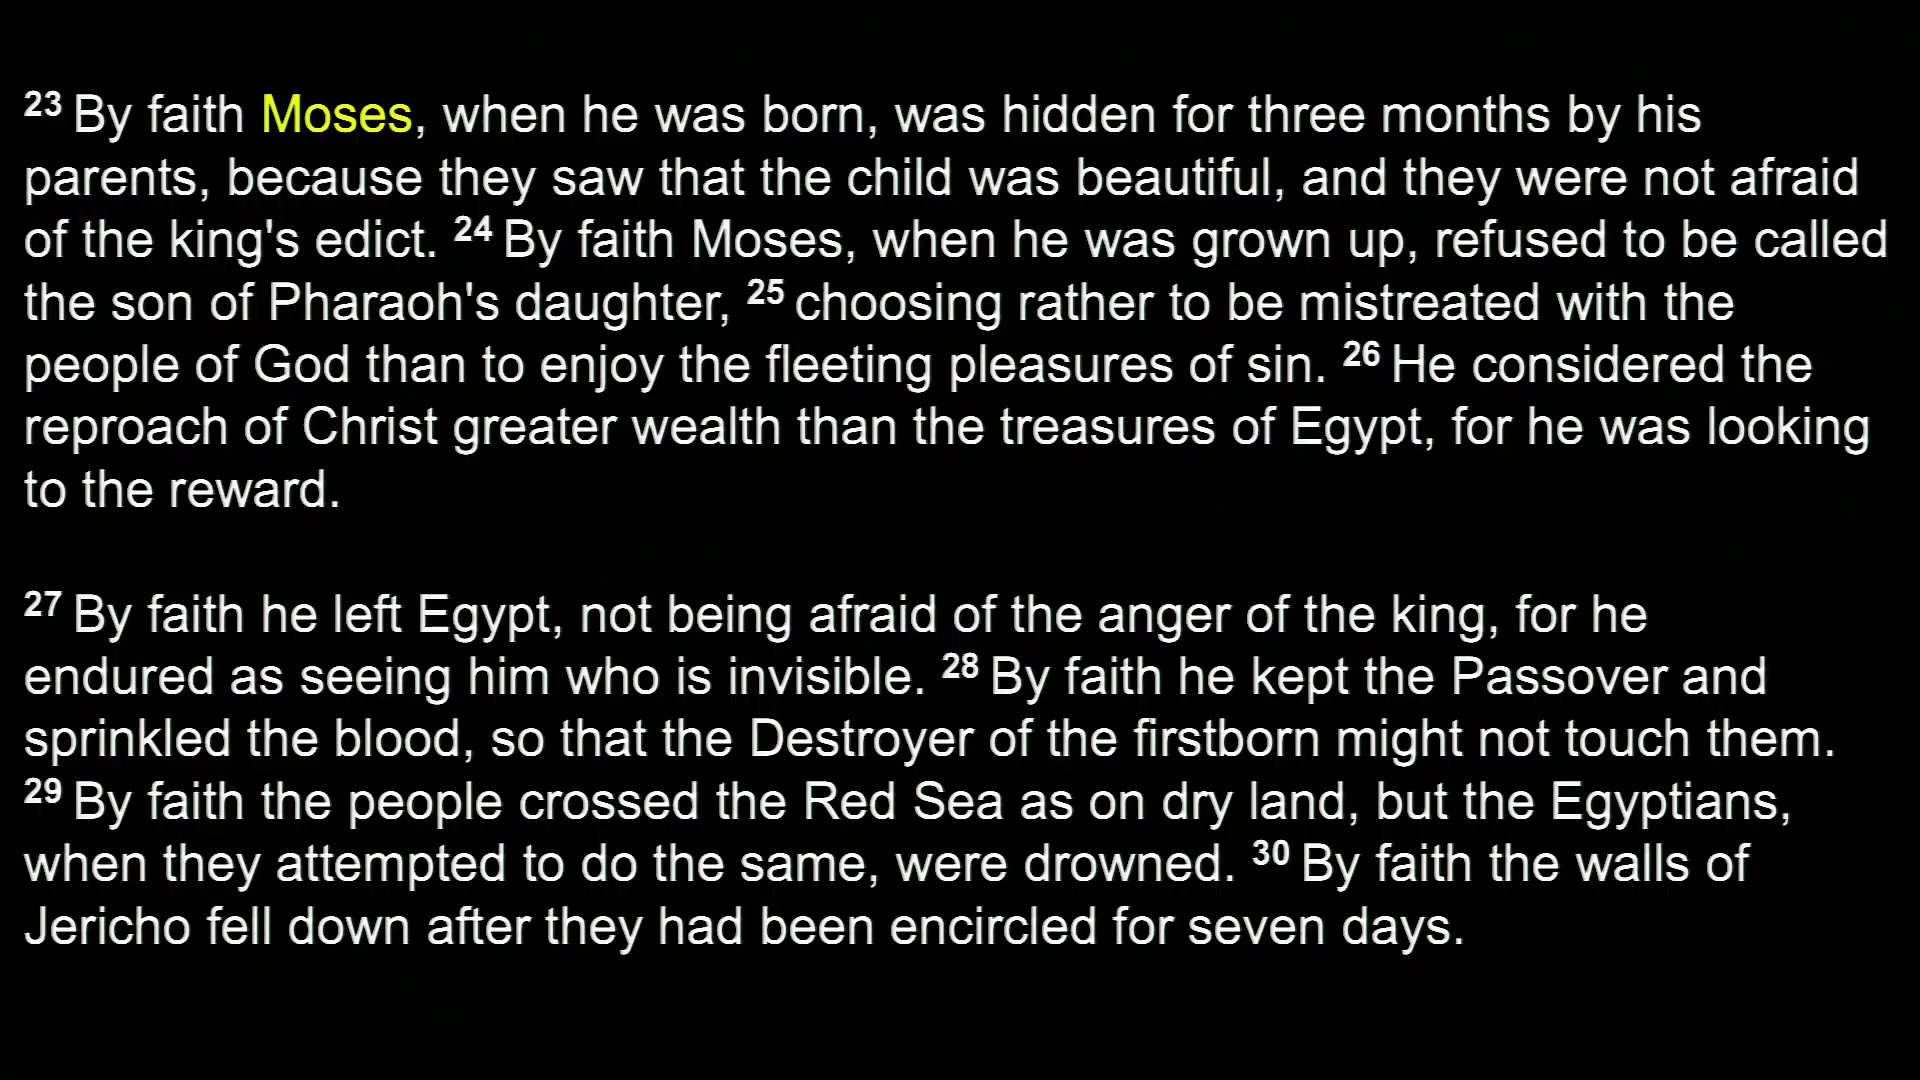 23 By faith Moses, when he was born, was hidden for three months by his
parents, because they saw that the child was beautiful, and they were not afraid
of the king's edict. 24 By faith Moses, when he was grown up, refused to be called
the son of Pharaoh's daughter, 25 choosing rather to be mistreated with the
people of God than to enjoy the fleeting pleasures of sin. 26 He considered the
reproach of Christ greater wealth than the treasures of Egypt, for he was looking
to the reward.
27 By faith he left Egypt, not being afraid of the anger of the king, for he
endured as seeing him who is invisible. 28 By faith he kept the Passover and
sprinkled the blood, so that the Destroyer of the firstborn might not touch them.
29 By faith the people crossed the Red Sea as on dry land, but the Egyptians,
when they attempted to do the same, were drowned. 30 By faith the walls of
Jericho fell down after they had been encircled for seven days.